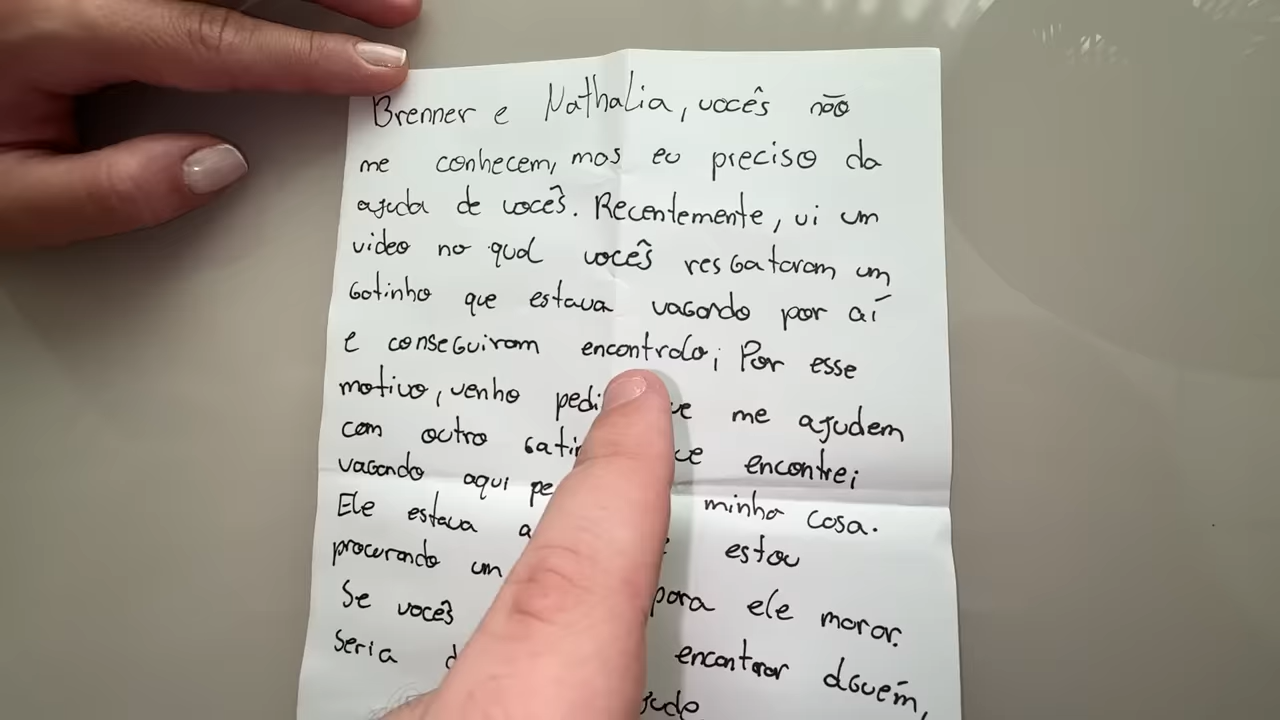 Brenner e Nathalia, vocês não
me conhecem, mas eu preciso da
ajuda de vocês. Recentemente, vi um
video no qual vocês resgataram um
gatinho que estava vagando por aí
e conseguiram encontralo; Por esse
motivo, venho me ajudem
com outro encontrei
vagando aqui minha casa.
Ele estava estou
procurando um para ele morar.
Se vocês encontrar alguém,
seria